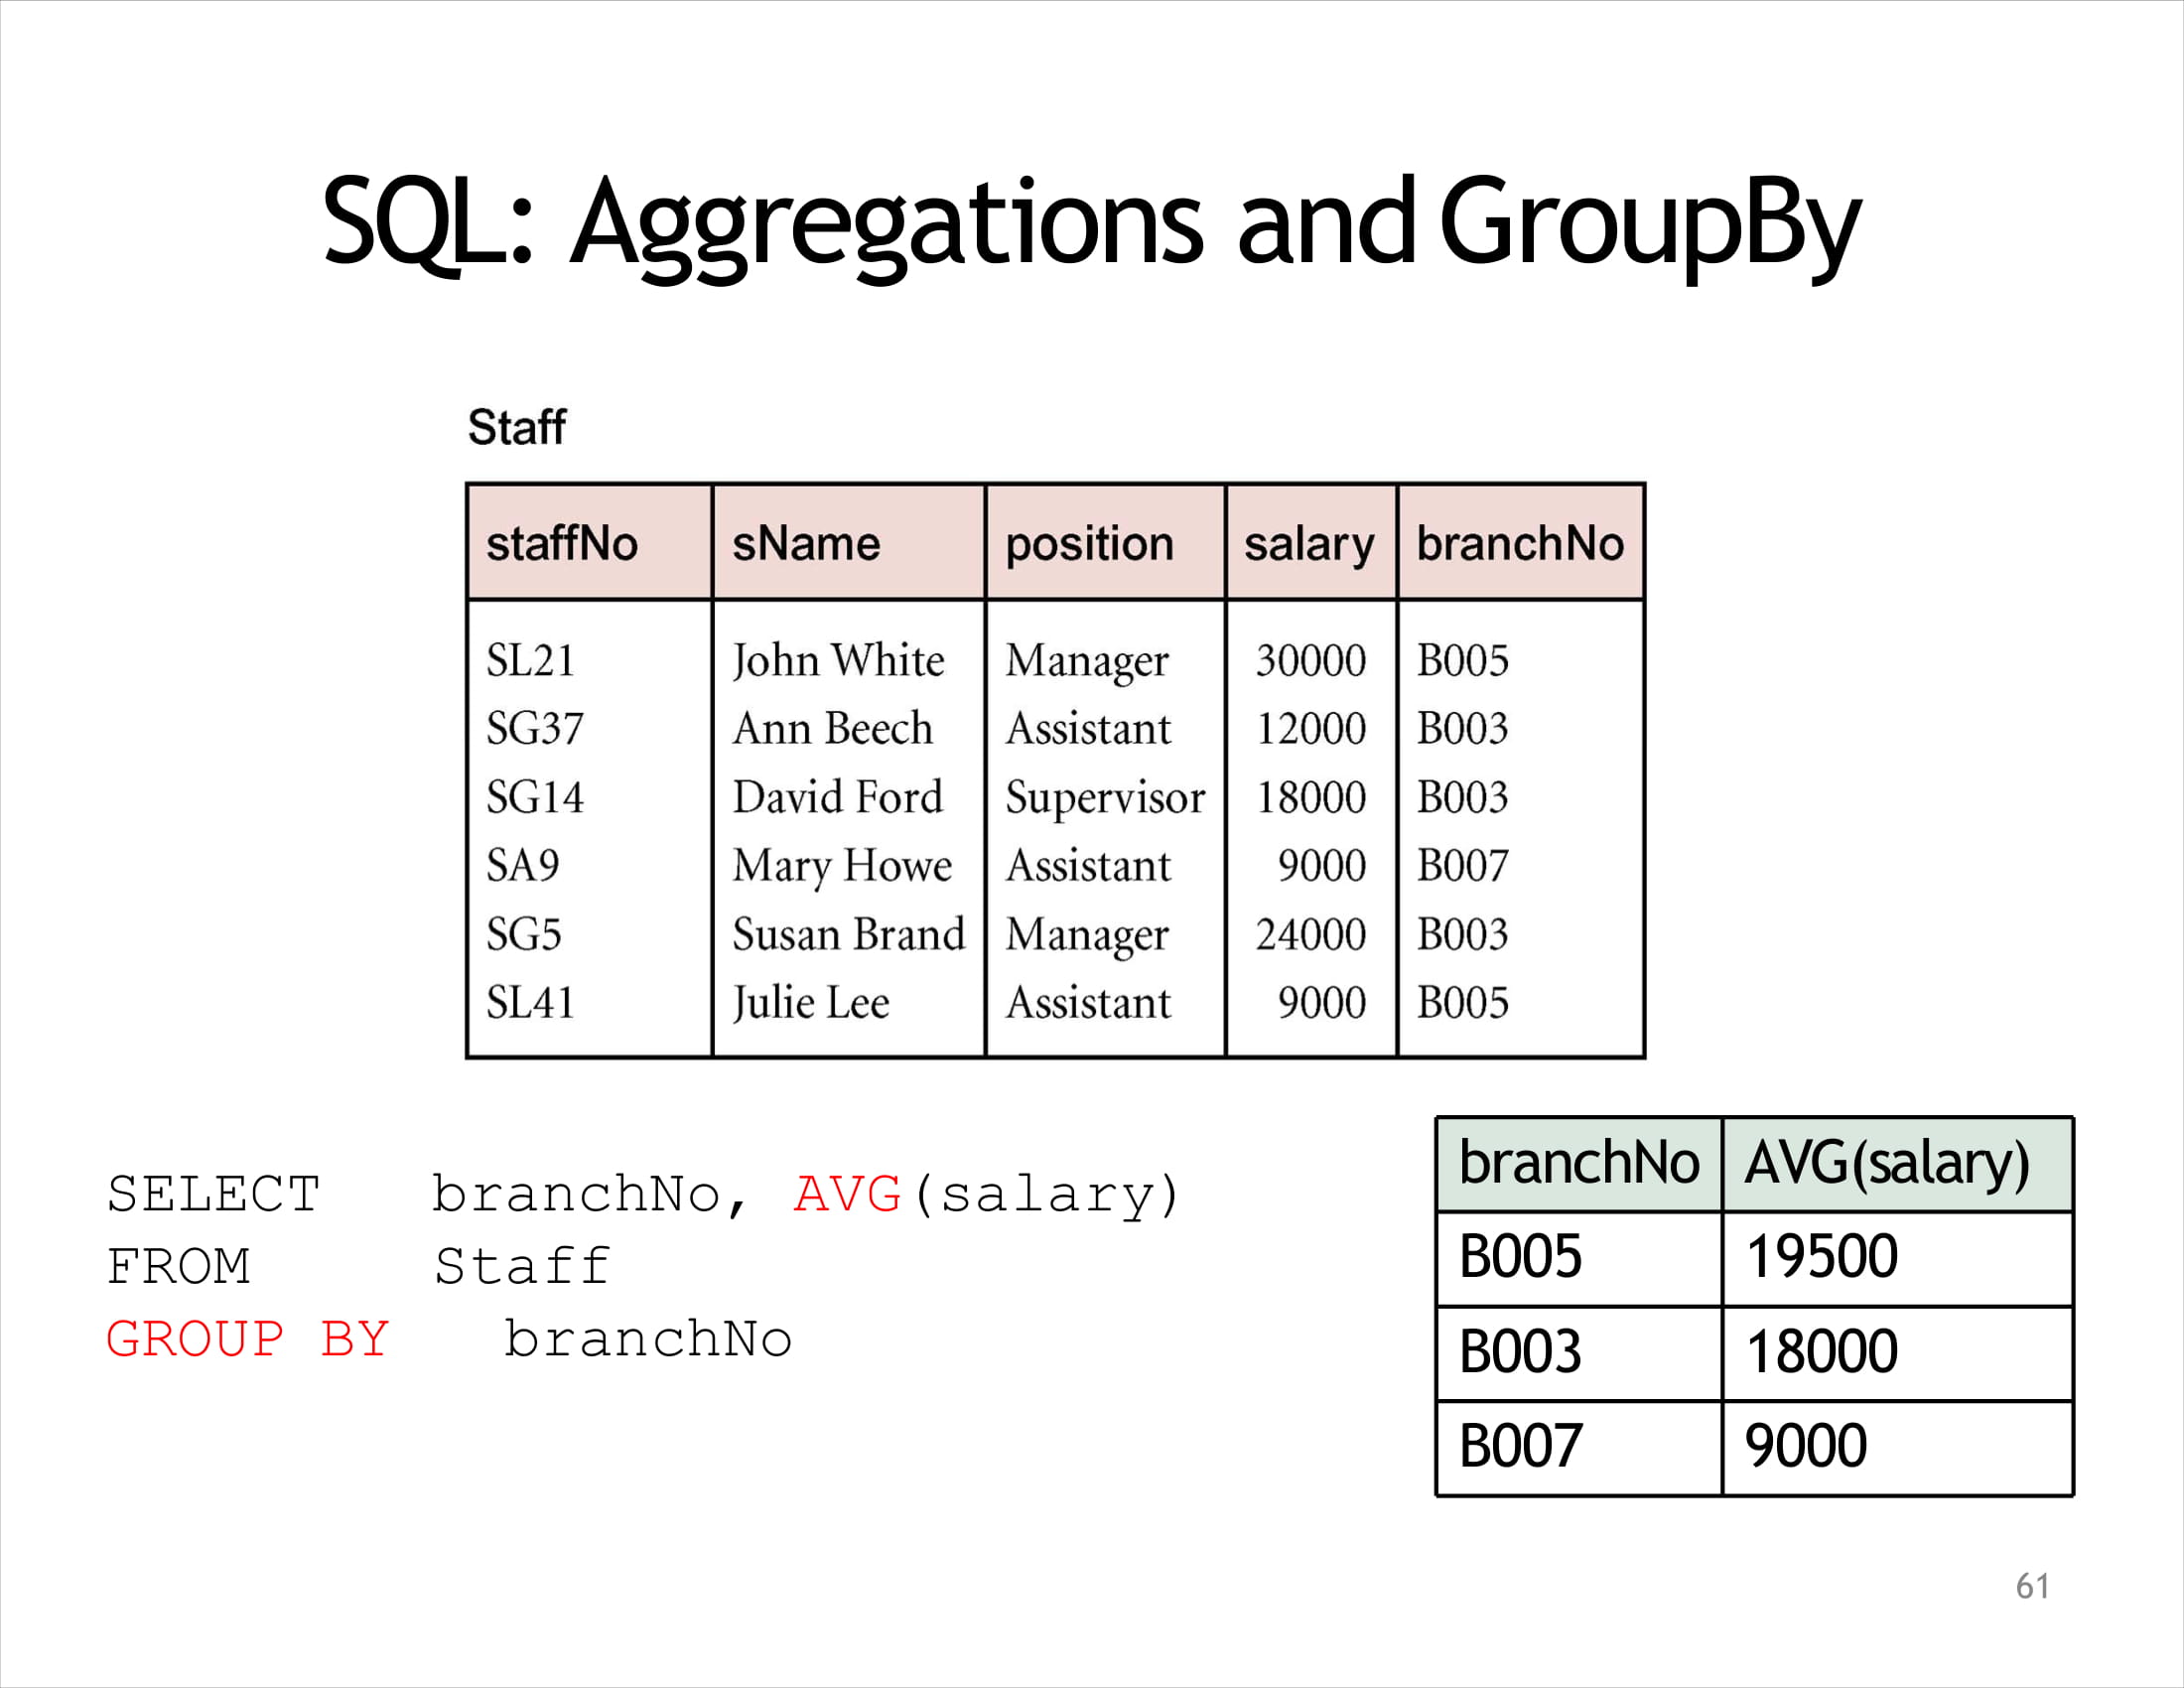 SQL: Aggregations and GroupBy
Staff
staffNo sName position salary branchNo
SL21 John White Manager 30000 B005
SG37 Ann Beech Assistant 12000 B003
SG14 David Ford Supervisor 18000 B003
SA9 Mary Howe Assistant 9000 B007
SG5 Susan Brand Manager 24000 B003
SL41 Julie Lee Assistant 9000 B005
SELECT branchNo, AVG(salary)
FROM Staff
GROUP BY branchNo
branchNo AVG(salary)
B005 19500
B003 18000
B007 9000
61